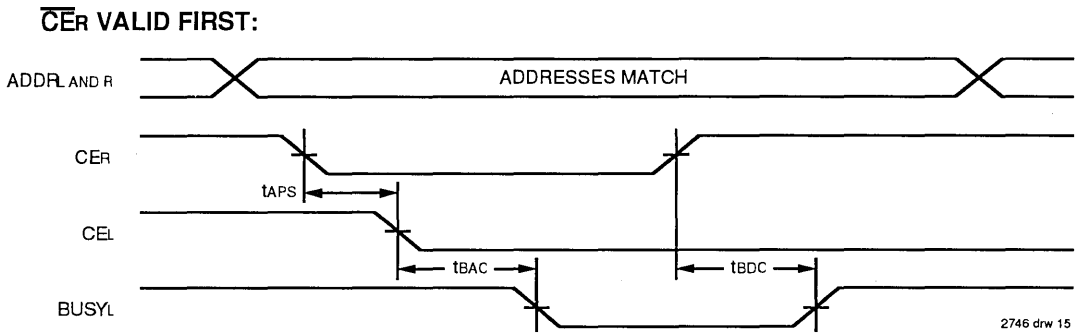 CER VALID FIRST:
ADDRL AND R
ADDRESSES MATCH
CER
tAPS
CEL
tBAC
tBDC
BUSYL
2746 drw 15